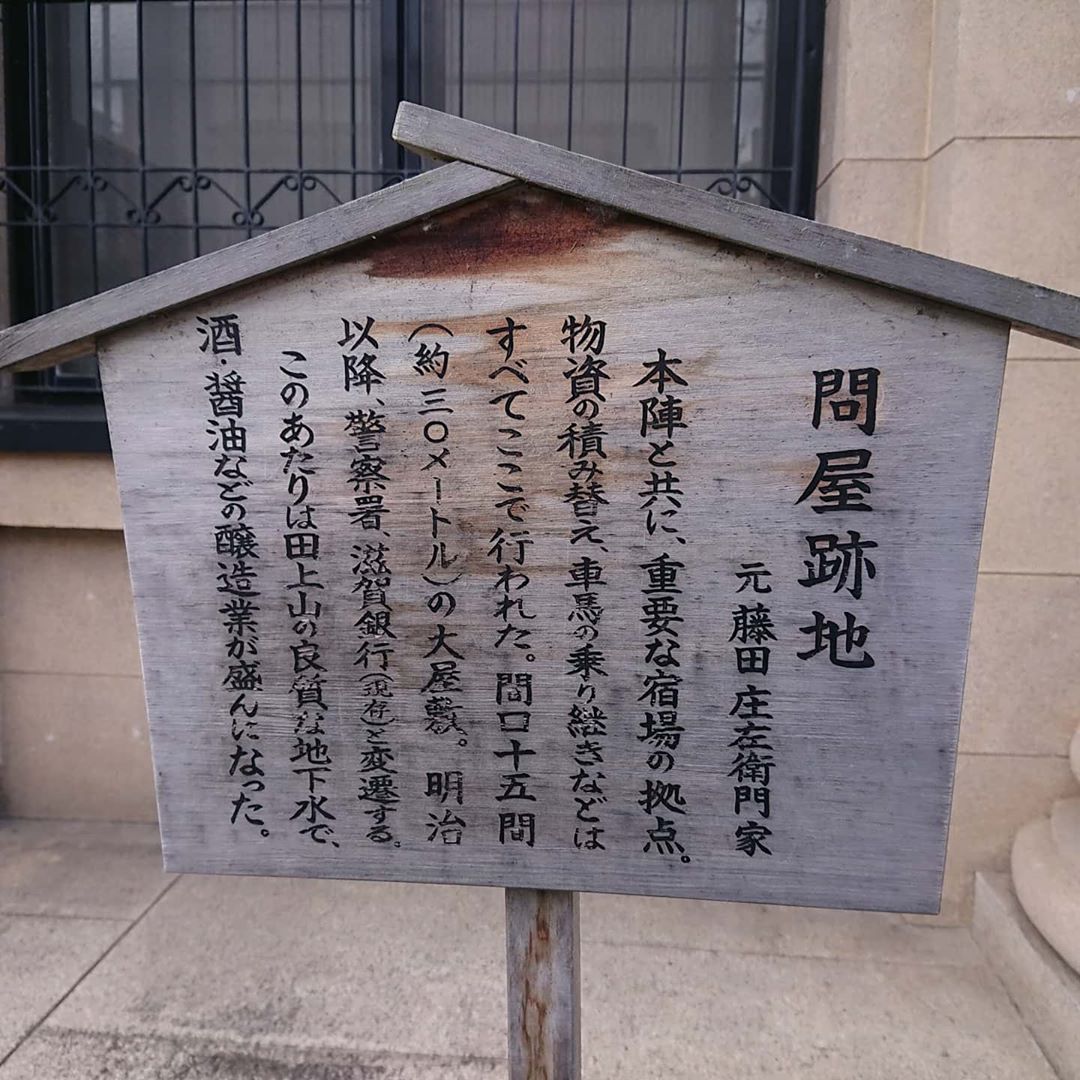 問屋跡地
元 藤田 庄左衛門 家
本陣と共に、重要な宿場の拠点。
物資の積み替え、車馬の乗り継きなどは
すべてここで行われた。間口十五間
(約三〇メートル)の大屋敷。 明治
以降、警察署、滋賀銀行(現存)と変遷する。
このあたりは田上山の良質な地下水で、
酒・醤油などの醸造業が盛んになった。